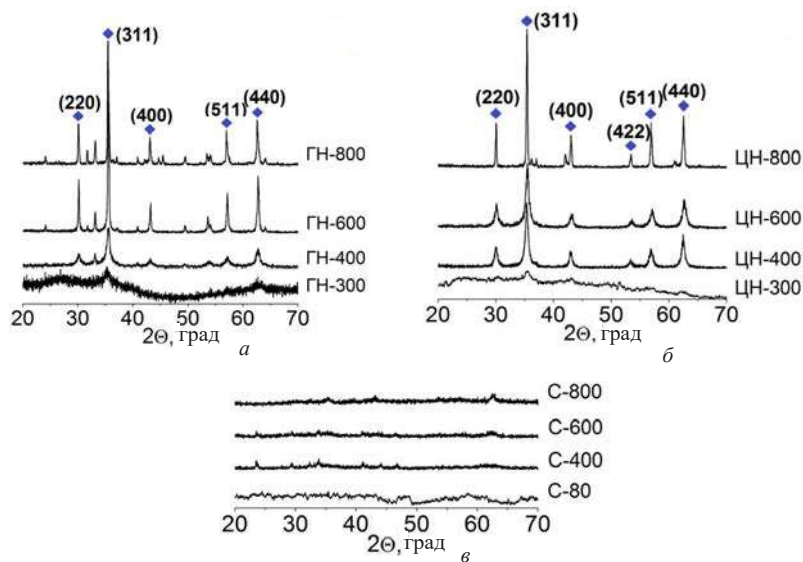 (311)
(220)
(400)
(511)
(440)
ГН-800
ГН-600
ГН-400
ГН-300
20 30 40 50 60 70
2Θ, град
а
(311)
(220)
(400)
(422)
(511)
(440)
ЦН-800
ЦН-600
ЦН-400
ЦН-300
20 30 40 50 60 70
2Θ, град
б
С-800
С-600
С-400
С-80
20 30 40 50 60 70
2Θ, град
в